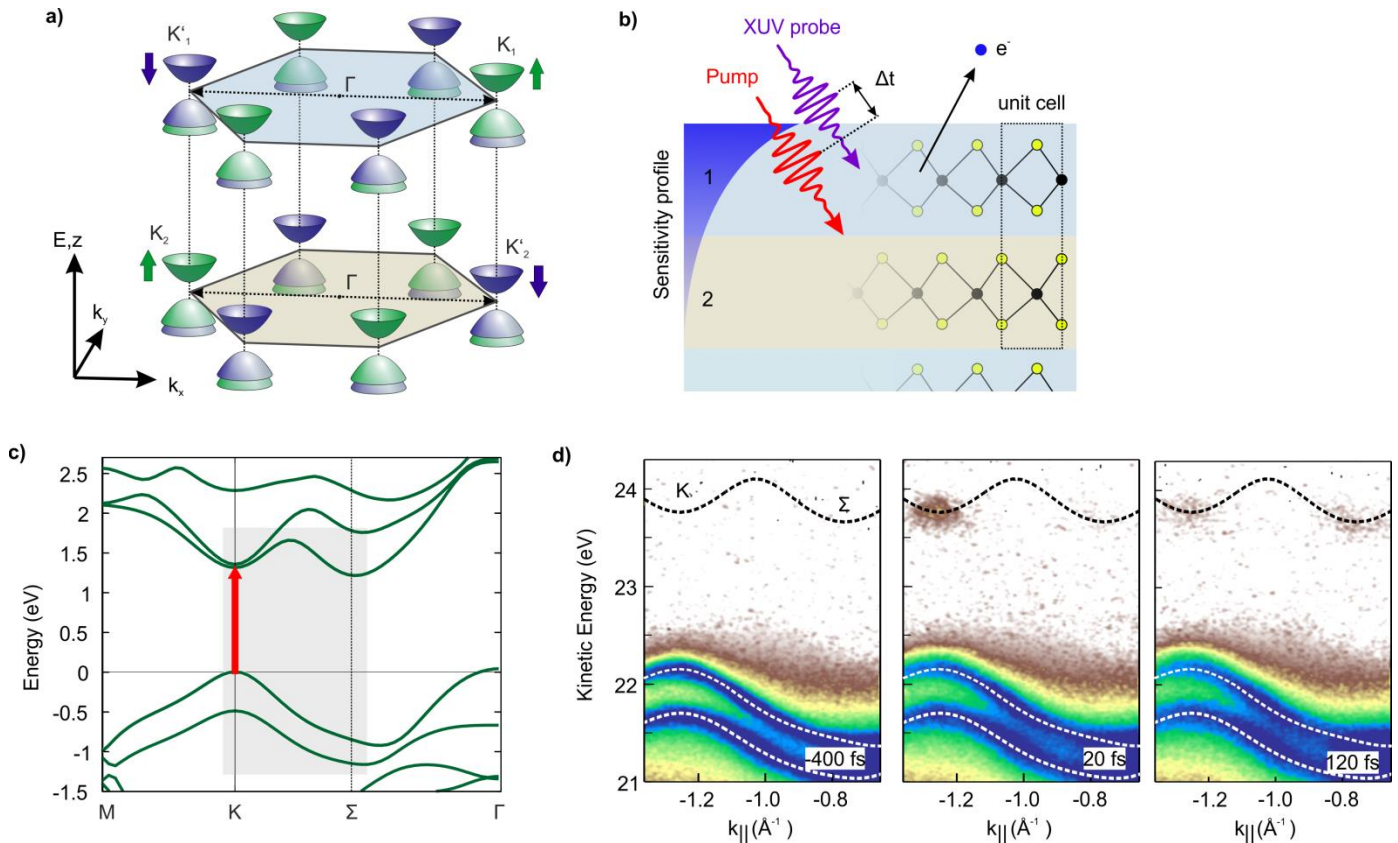 a)
K'₁
K₁
Γ
K₂
K'₂
Γ
E,z
k_y
k_x
b)
XUV probe
Pump
Δt
e⁻
unit cell
Sensitivity profile
1
2
c)
Energy (eV)
2.5
2
1.5
1
0.5
0
-0.5
-1
-1.5
M
K
Σ
Γ
d)
Kinetic Energy (eV)
24
23
22
21
K
Σ
-400 fs
20 fs
120 fs
-1.2
-1.0
-0.8
-1.2
-1.0
-0.8
-1.2
-1.0
-0.8
k|| (Å⁻¹)
k|| (Å⁻¹)
k|| (Å⁻¹)